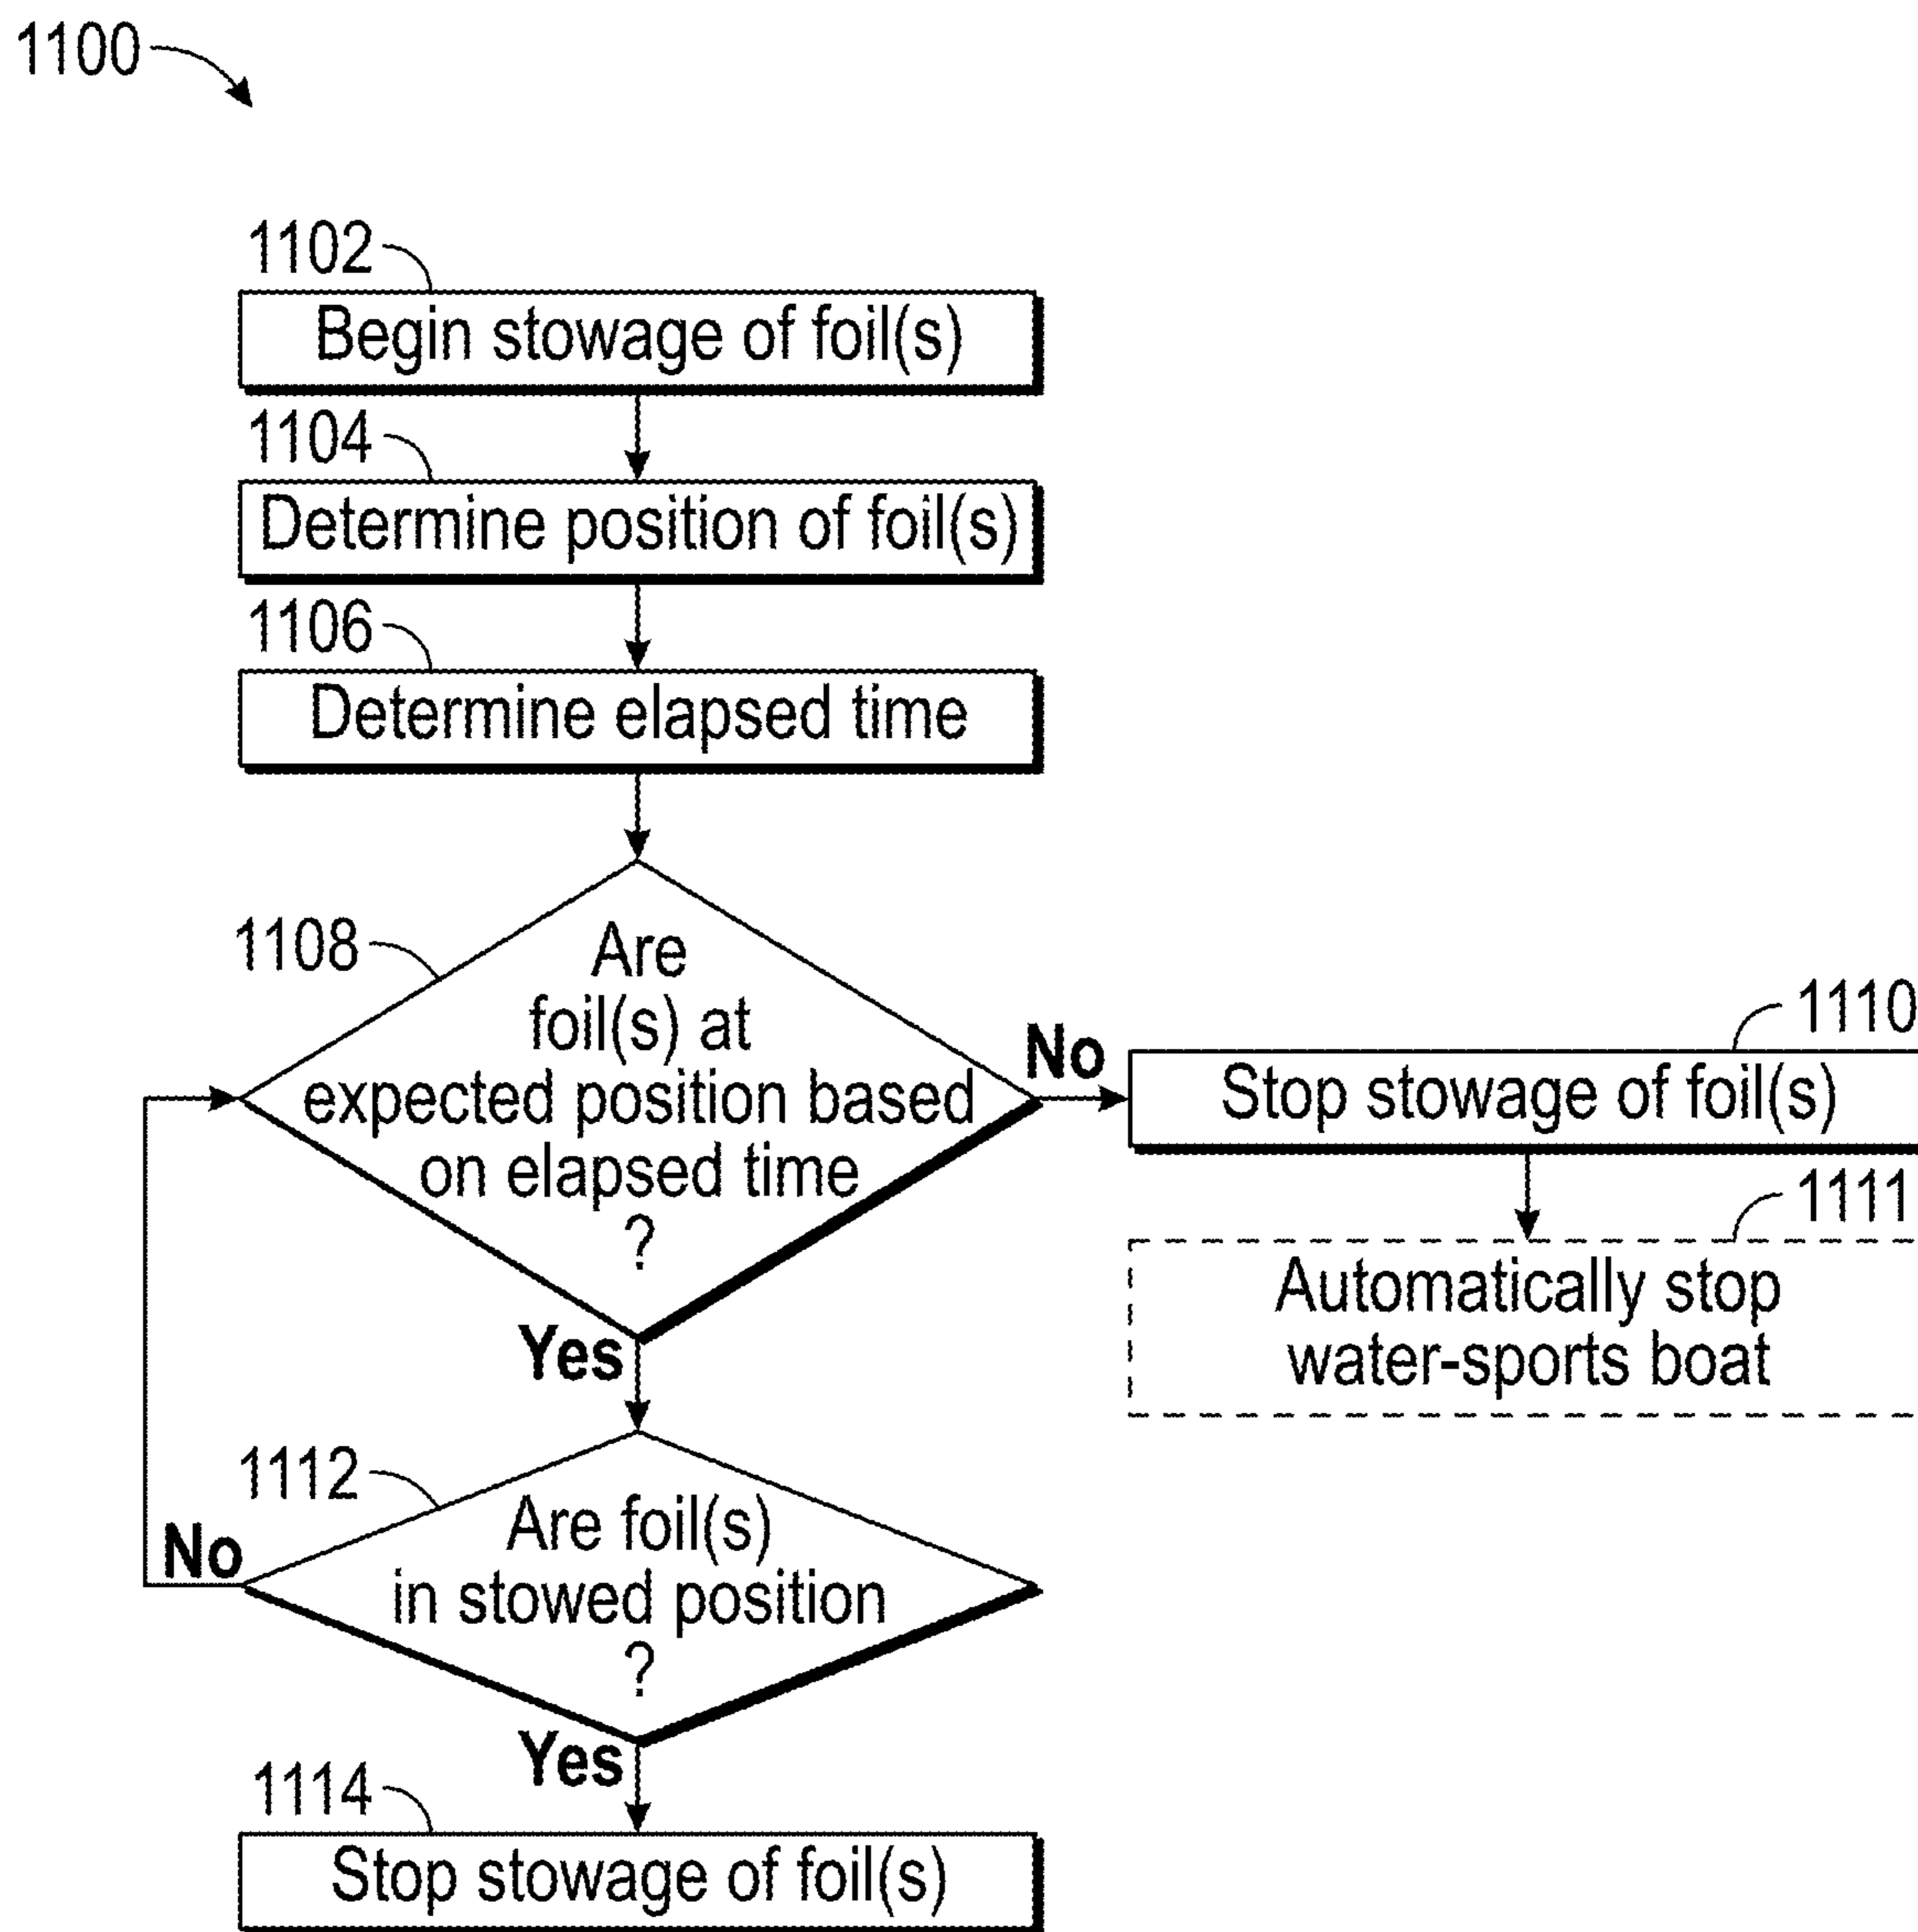 1100
1102
Begin stowage of foil(s)
1104
Determine position of foil(s)
1106
Determine elapsed time
1108
Are
foil(s) at
expected position based
on elapsed time
?
No
1110
Stop stowage of foil(s)
1111
Automatically stop
water-sports boat
Yes
1112
Are foil(s)
in stowed position
?
No
Yes
1114
Stop stowage of foil(s)